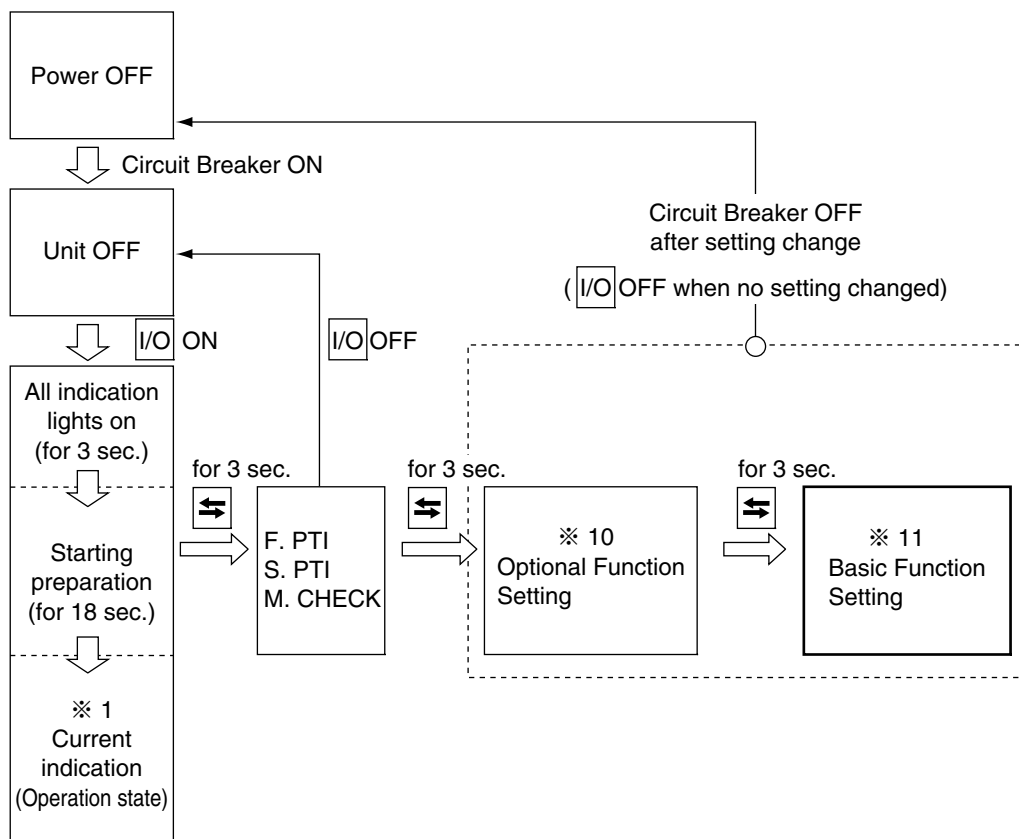 Power OFF
Circuit Breaker ON
Unit OFF
I/O ON
I/O OFF
Circuit Breaker OFF
after setting change
( I/O OFF when no setting changed)
All indication
lights on
(for 3 sec.)
Starting
preparation
(for 18 sec.)
※ 1
Current
indication
(Operation state)
for 3 sec.
F. PTI
S. PTI
M. CHECK
for 3 sec.
※ 10
Optional Function
Setting
for 3 sec.
※ 11
Basic Function
Setting